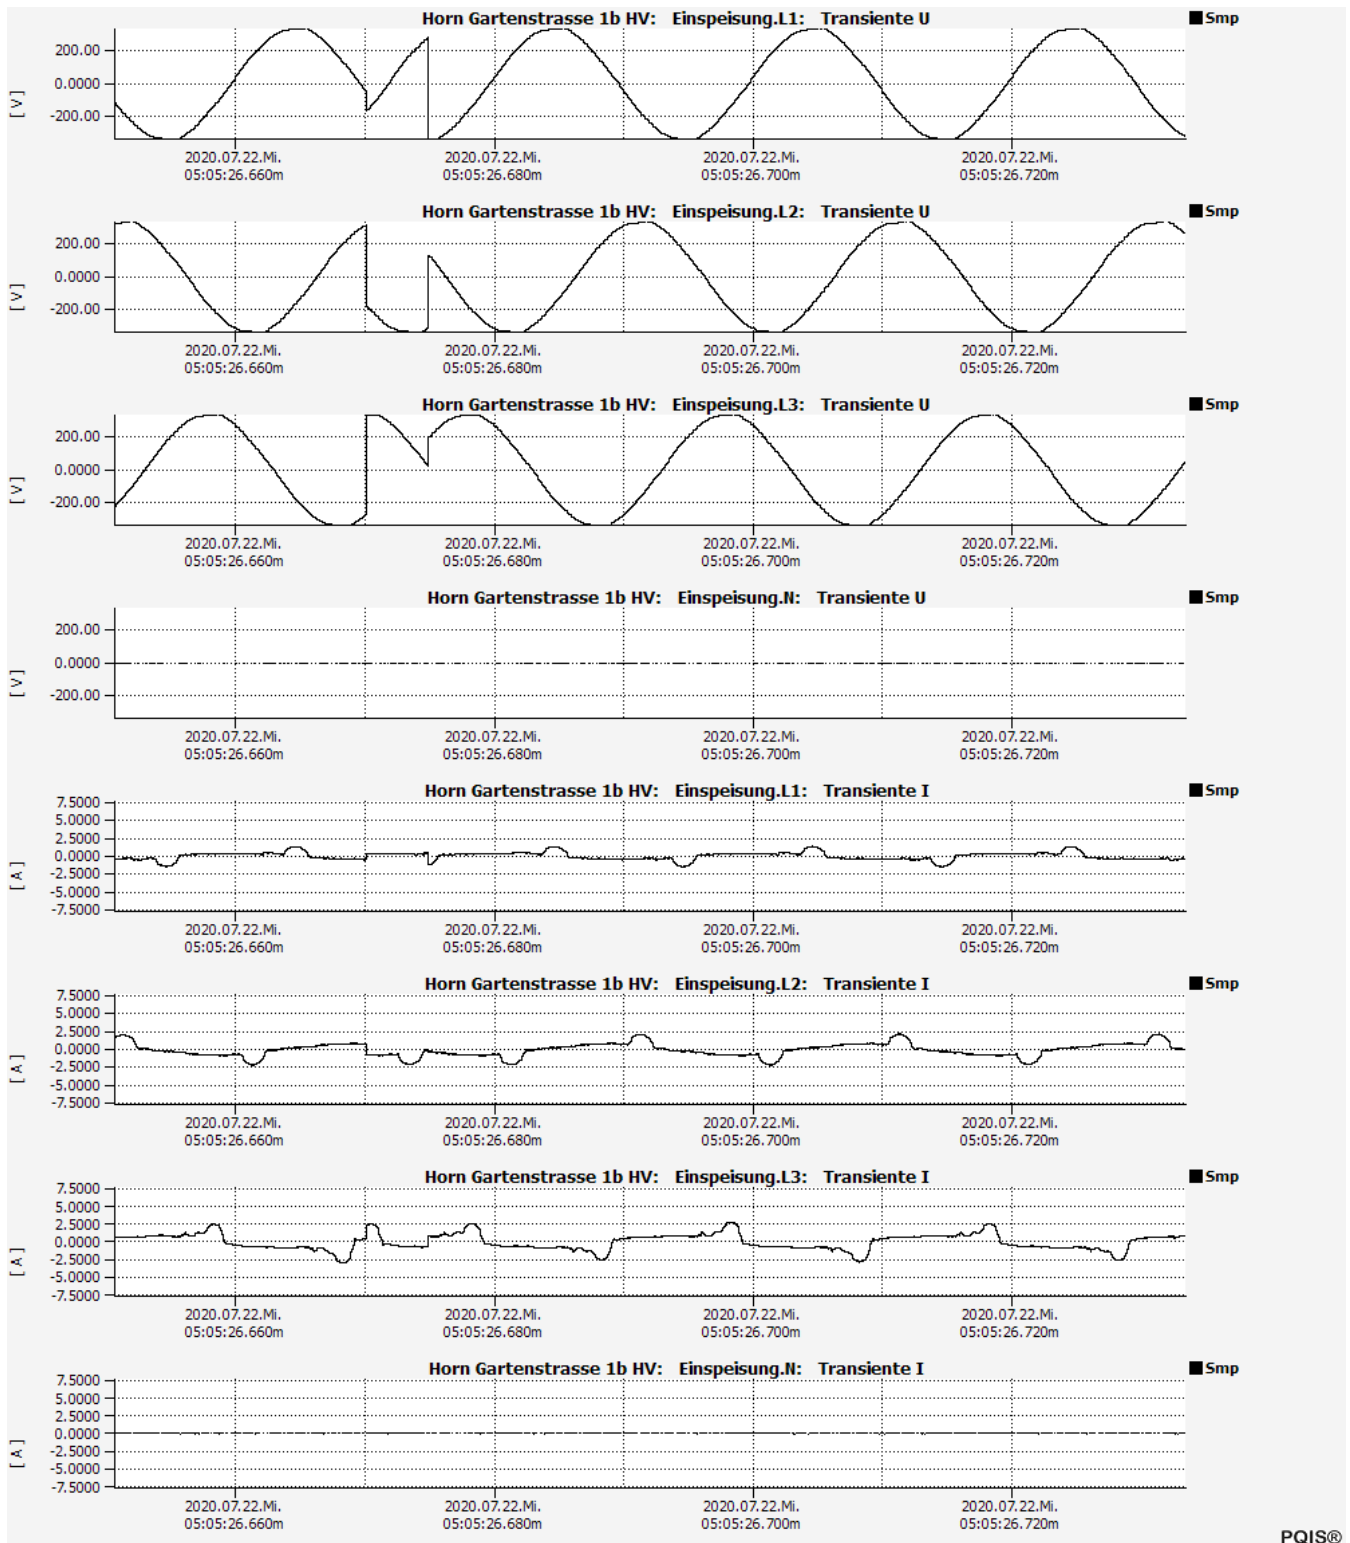 Horn Gartenstrasse 1b HV: Einspeisung.L1: Transiente U
Smp
200.00
0.0000
-200.00
[ V ]
2020.07.22.Mi. 2020.07.22.Mi. 2020.07.22.Mi. 2020.07.22.Mi.
05:05:26.660m 05:05:26.680m 05:05:26.700m 05:05:26.720m
Horn Gartenstrasse 1b HV: Einspeisung.L2: Transiente U
Smp
200.00
0.0000
-200.00
[ V ]
2020.07.22.Mi. 2020.07.22.Mi. 2020.07.22.Mi. 2020.07.22.Mi.
05:05:26.660m 05:05:26.680m 05:05:26.700m 05:05:26.720m
Horn Gartenstrasse 1b HV: Einspeisung.L3: Transiente U
Smp
200.00
0.0000
-200.00
[ V ]
2020.07.22.Mi. 2020.07.22.Mi. 2020.07.22.Mi. 2020.07.22.Mi.
05:05:26.660m 05:05:26.680m 05:05:26.700m 05:05:26.720m
Horn Gartenstrasse 1b HV: Einspeisung.N: Transiente U
Smp
200.00
0.0000
-200.00
[ V ]
2020.07.22.Mi. 2020.07.22.Mi. 2020.07.22.Mi. 2020.07.22.Mi.
05:05:26.660m 05:05:26.680m 05:05:26.700m 05:05:26.720m
Horn Gartenstrasse 1b HV: Einspeisung.L1: Transiente I
Smp
7.5000
5.0000
2.5000
0.0000
-2.5000
-5.0000
-7.5000
[ A ]
2020.07.22.Mi. 2020.07.22.Mi. 2020.07.22.Mi. 2020.07.22.Mi.
05:05:26.660m 05:05:26.680m 05:05:26.700m 05:05:26.720m
Horn Gartenstrasse 1b HV: Einspeisung.L2: Transiente I
Smp
7.5000
5.0000
2.5000
0.0000
-2.5000
-5.0000
-7.5000
[ A ]
2020.07.22.Mi. 2020.07.22.Mi. 2020.07.22.Mi. 2020.07.22.Mi.
05:05:26.660m 05:05:26.680m 05:05:26.700m 05:05:26.720m
Horn Gartenstrasse 1b HV: Einspeisung.L3: Transiente I
Smp
7.5000
5.0000
2.5000
0.0000
-2.5000
-5.0000
-7.5000
[ A ]
2020.07.22.Mi. 2020.07.22.Mi. 2020.07.22.Mi. 2020.07.22.Mi.
05:05:26.660m 05:05:26.680m 05:05:26.700m 05:05:26.720m
Horn Gartenstrasse 1b HV: Einspeisung.N: Transiente I
Smp
7.5000
5.0000
2.5000
0.0000
-2.5000
-5.0000
-7.5000
[ A ]
2020.07.22.Mi. 2020.07.22.Mi. 2020.07.22.Mi. 2020.07.22.Mi.
05:05:26.660m 05:05:26.680m 05:05:26.700m 05:05:26.720m
PQIS®